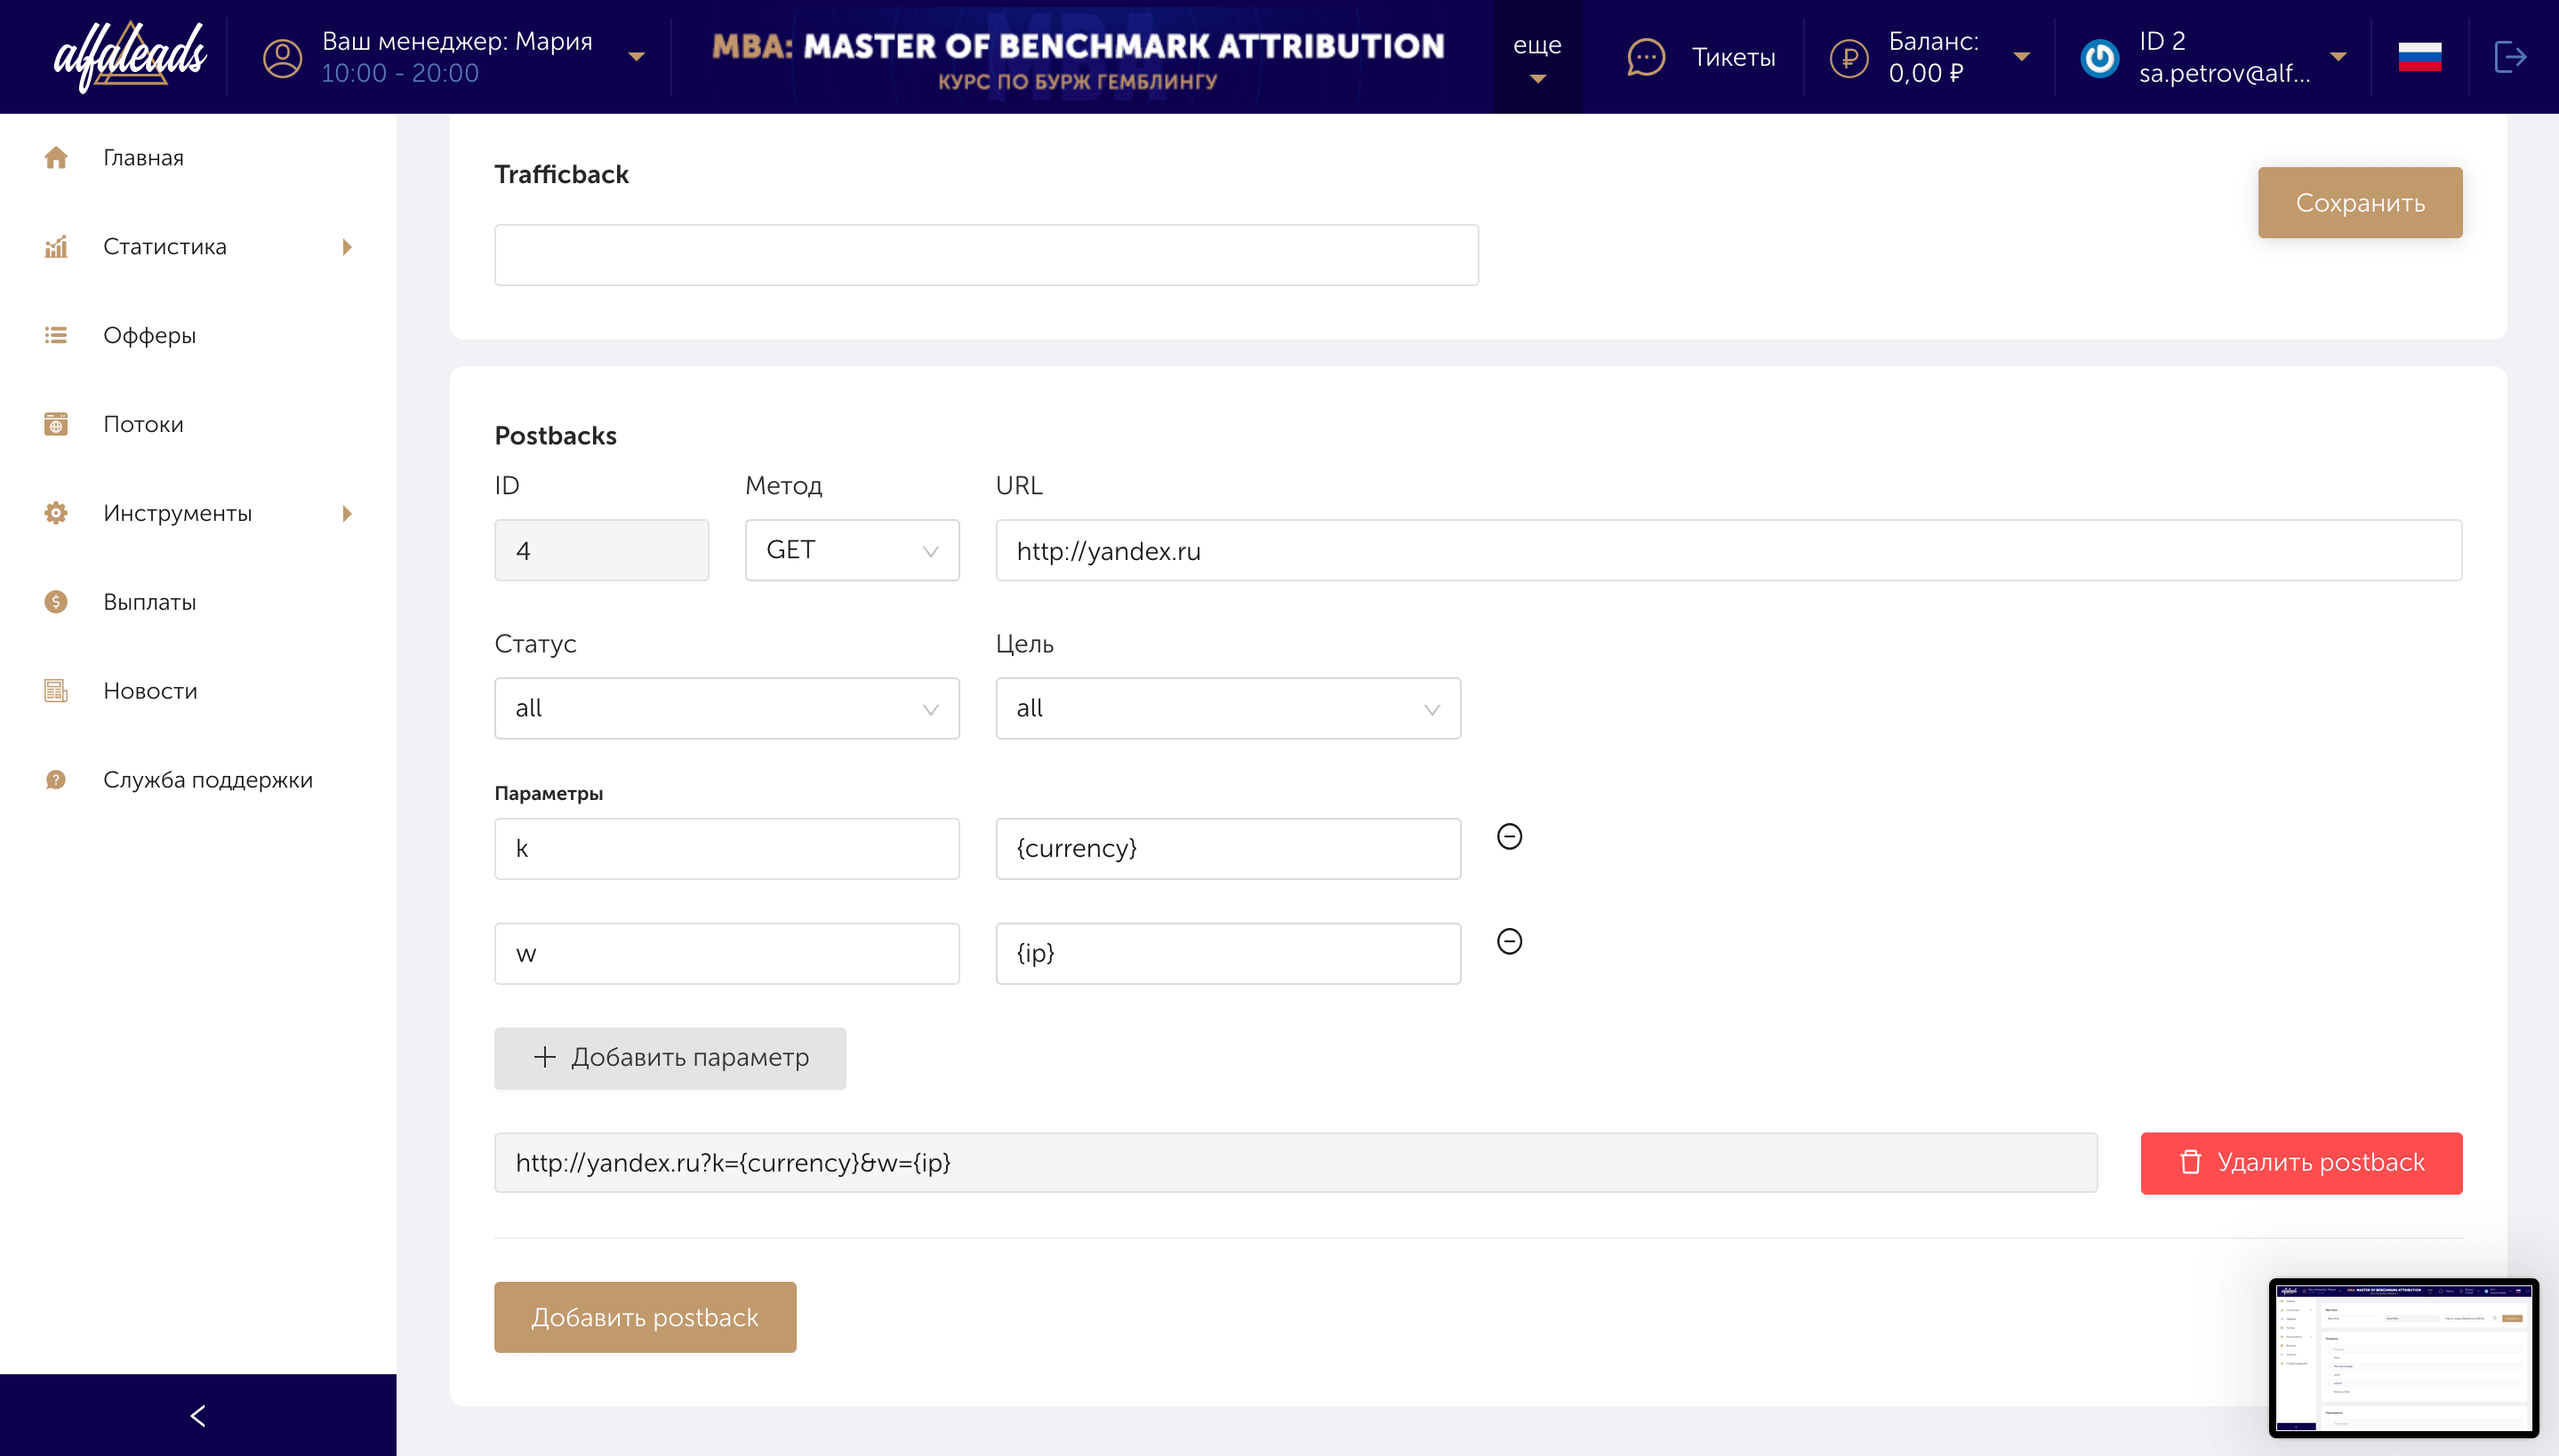 alfaleads
Ваш менеджер: Мария
10:00 - 20:00
MBA: MASTER OF BENCHMARK ATTRIBUTION
КУРС ПО БУРЖ ГЕМБЛИНГУ
еще
Тикеты
Баланс:
0,00 ₽
ID 2
sa.petrov@alf...
Главная
Статистика
Офферы
Потоки
Инструменты
Выплаты
Новости
Служба поддержки
Trafficback
Сохранить
Postbacks
ID
Метод
URL
4
GET
http://yandex.ru
Статус
Цель
all
all
Параметры
k
{currency}
w
{ip}
Добавить параметр
http://yandex.ru?k={currency}&w={ip}
Удалить postback
Добавить postback